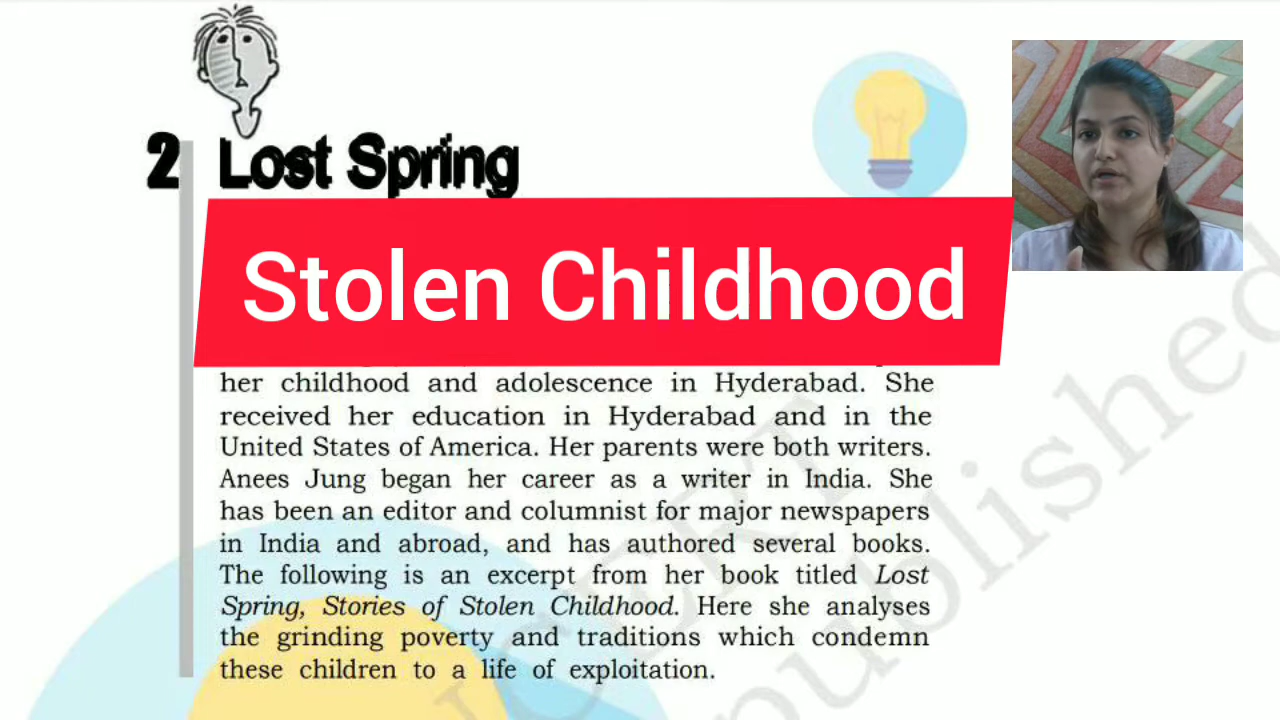 2 Lost Spring
Stolen Childhood
her childhood and adolescence in Hyderabad. She
received her education in Hyderabad and in the
United States of America. Her parents were both writers.
Anees Jung began her career as a writer in India. She
has been an editor and columnist for major newspapers
in India and abroad, and has authored several books.
The following is an excerpt from her book titled Lost
Spring, Stories of Stolen Childhood. Here she analyses
the grinding poverty and traditions which condemn
these children to a life of exploitation.
NCERT
published